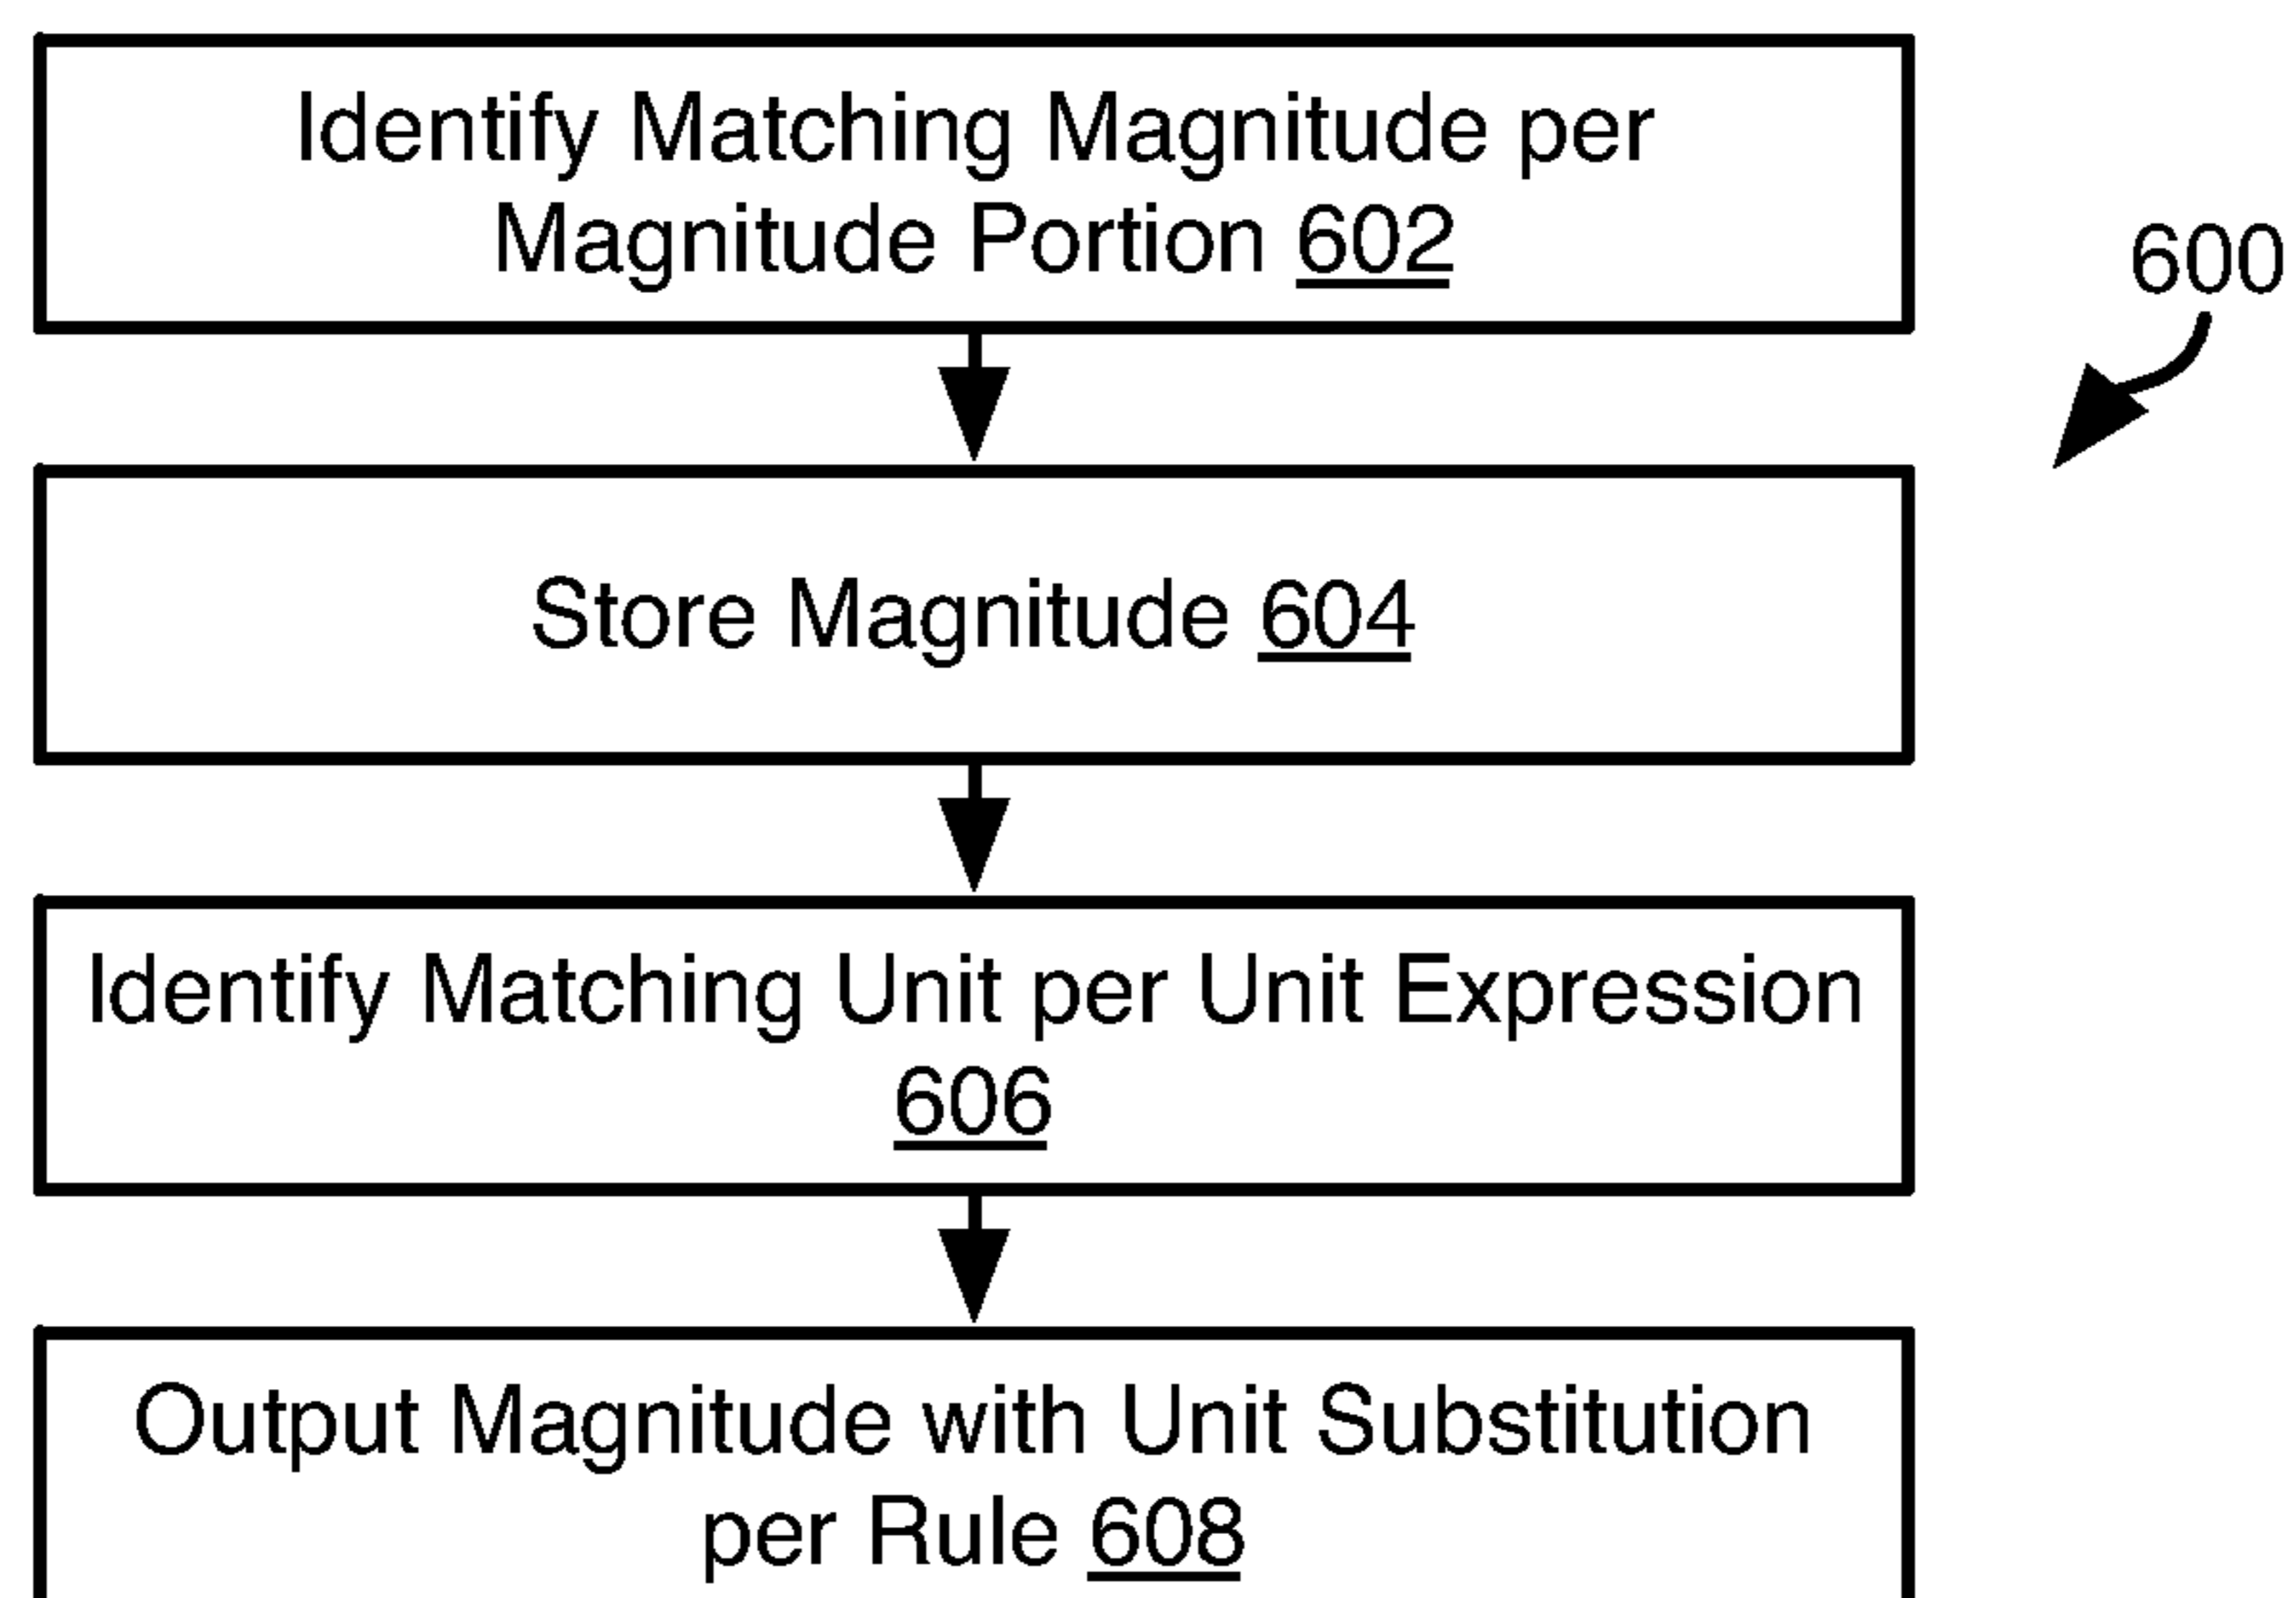 Identify Matching Magnitude per
Magnitude Portion 602
600
Store Magnitude 604
Identify Matching Unit per Unit Expression
606
Output Magnitude with Unit Substitution
per Rule 608